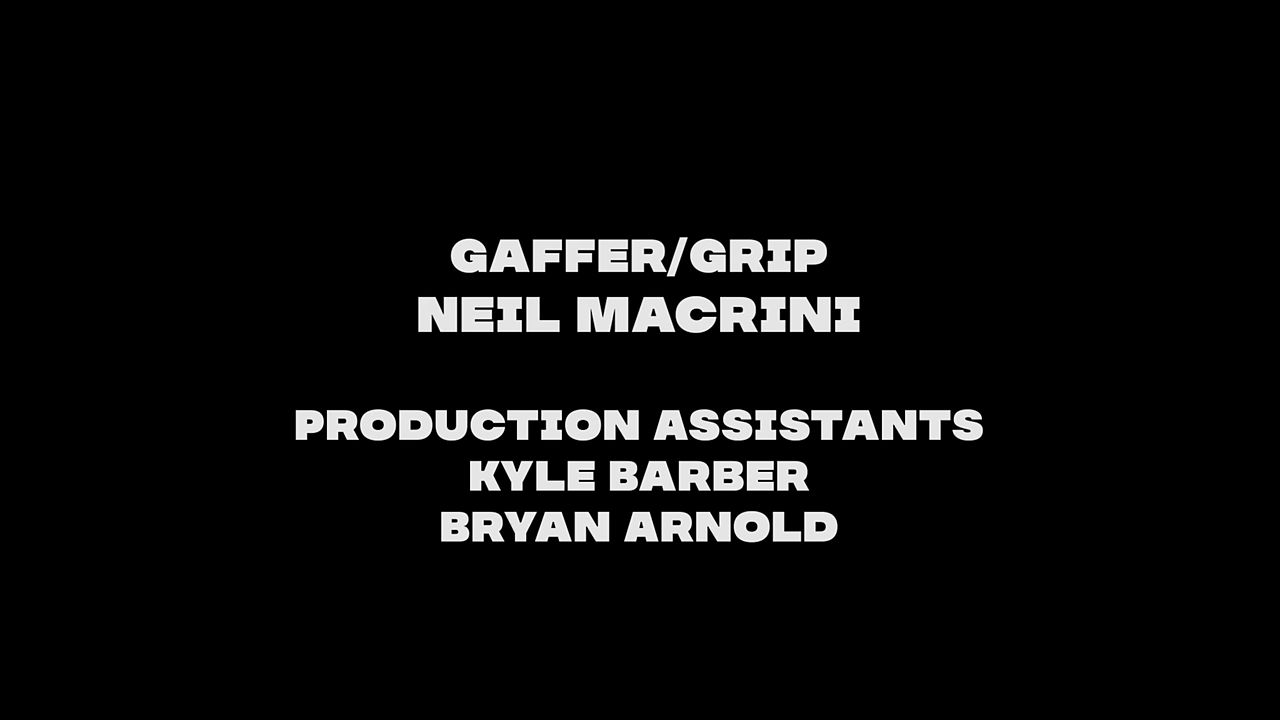 GAFFER/GRIP
NEIL MACRINI
PRODUCTION ASSISTANTS
KYLE BARBER
BRYAN ARNOLD